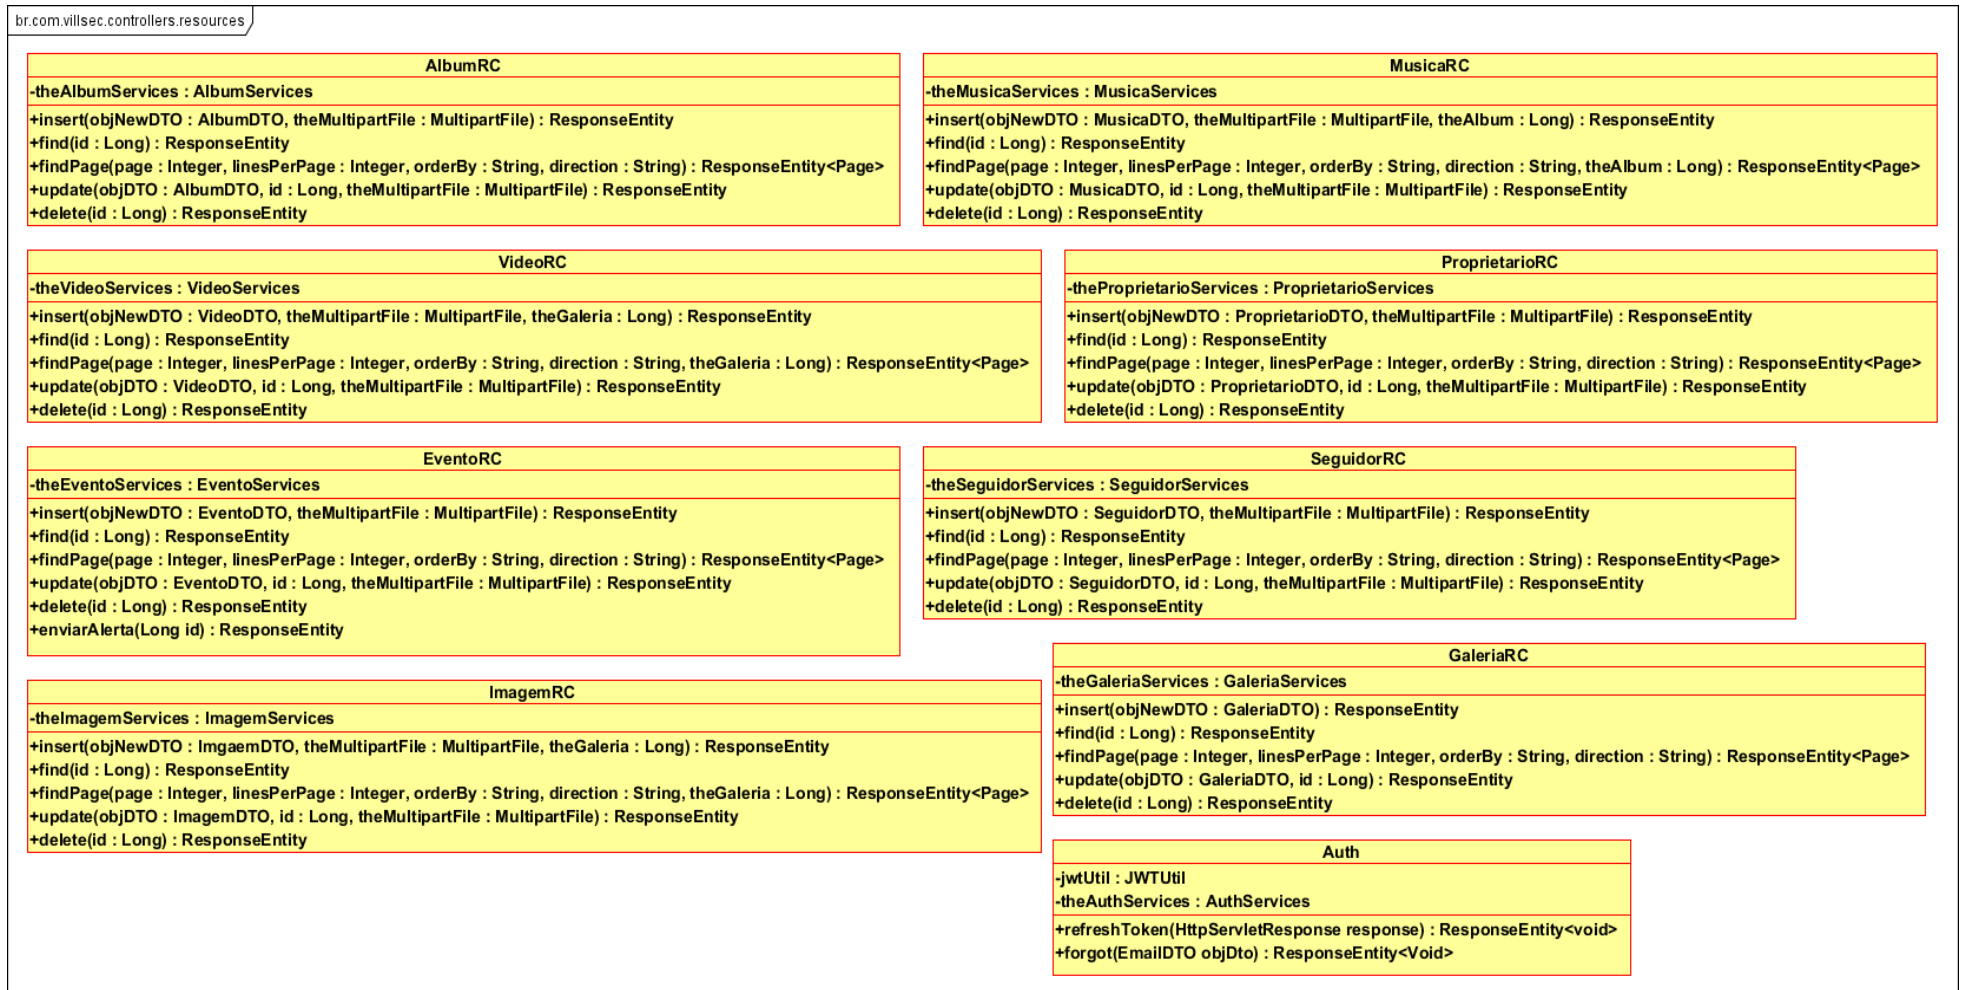 br.com.villsec.controllers.resources
AlbumRC
-theAlbumServices : AlbumServices
+insert(objNewDTO : AlbumDTO, theMultipartFile : MultipartFile) : ResponseEntity
+find(id : Long) : ResponseEntity
+findPage(page : Integer, linesPerPage : Integer, orderBy : String, direction : String) : ResponseEntity<Page>
+update(objDTO : AlbumDTO, id : Long, theMultipartFile : MultipartFile) : ResponseEntity
+delete(id : Long) : ResponseEntity
MusicaRC
-theMusicaServices : MusicaServices
+insert(objNewDTO : MusicaDTO, theMultipartFile : MultipartFile, theAlbum : Long) : ResponseEntity
+find(id : Long) : ResponseEntity
+findPage(page : Integer, linesPerPage : Integer, orderBy : String, direction : String, theAlbum : Long) : ResponseEntity<Page>
+update(objDTO : MusicaDTO, id : Long, theMultipartFile : MultipartFile) : ResponseEntity
+delete(id : Long) : ResponseEntity
VideoRC
-theVideoServices : VideoServices
+insert(objNewDTO : VideoDTO, theMultipartFile : MultipartFile, theGaleria : Long) : ResponseEntity
+find(id : Long) : ResponseEntity
+findPage(page : Integer, linesPerPage : Integer, orderBy : String, direction : String, theGaleria : Long) : ResponseEntity<Page>
+update(objDTO : VideoDTO, id : Long, theMultipartFile : MultipartFile) : ResponseEntity
+delete(id : Long) : ResponseEntity
ProprietarioRC
-theProprietarioServices : ProprietarioServices
+insert(objNewDTO : ProprietarioDTO, theMultipartFile : MultipartFile) : ResponseEntity
+find(id : Long) : ResponseEntity
+findPage(page : Integer, linesPerPage : Integer, orderBy : String, direction : String) : ResponseEntity<Page>
+update(objDTO : ProprietarioDTO, id : Long, theMultipartFile : MultipartFile) : ResponseEntity
+delete(id : Long) : ResponseEntity
EventoRC
-theEventoServices : EventoServices
+insert(objNewDTO : EventoDTO, theMultipartFile : MultipartFile) : ResponseEntity
+find(id : Long) : ResponseEntity
+findPage(page : Integer, linesPerPage : Integer, orderBy : String, direction : String) : ResponseEntity<Page>
+update(objDTO : EventoDTO, id : Long, theMultipartFile : MultipartFile) : ResponseEntity
+delete(id : Long) : ResponseEntity
+enviarAlerta(Long id) : ResponseEntity
SeguidorRC
-theSeguidorServices : SeguidorServices
+insert(objNewDTO : SeguidorDTO, theMultipartFile : MultipartFile) : ResponseEntity
+find(id : Long) : ResponseEntity
+findPage(page : Integer, linesPerPage : Integer, orderBy : String, direction : String) : ResponseEntity<Page>
+update(objDTO : SeguidorDTO, id : Long, theMultipartFile : MultipartFile) : ResponseEntity
+delete(id : Long) : ResponseEntity
ImagemRC
-theImagemServices : ImagemServices
+insert(objNewDTO : ImgaemDTO, theMultipartFile : MultipartFile, theGaleria : Long) : ResponseEntity
+find(id : Long) : ResponseEntity
+findPage(page : Integer, linesPerPage : Integer, orderBy : String, direction : String, theGaleria : Long) : ResponseEntity<Page>
+update(objDTO : ImagemDTO, id : Long, theMultipartFile : MultipartFile) : ResponseEntity
+delete(id : Long) : ResponseEntity
GaleriaRC
-theGaleriaServices : GaleriaServices
+insert(objNewDTO : GaleriaDTO) : ResponseEntity
+find(id : Long) : ResponseEntity
+findPage(page : Integer, linesPerPage : Integer, orderBy : String, direction : String) : ResponseEntity<Page>
+update(objDTO : GaleriaDTO, id : Long) : ResponseEntity
+delete(id : Long) : ResponseEntity
Auth
-jwtUtil : JWTUtil
-theAuthServices : AuthServices
+refreshToken(HttpServletResponse response) : ResponseEntity<void>
+forgot(EmailDTO objDto) : ResponseEntity<Void>